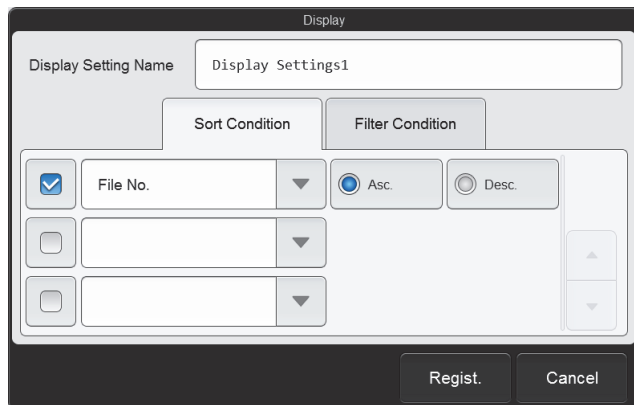 Display
Display Setting Name
Display Settings1
Sort Condition
Filter Condition
File No.
Asc.
Desc.
Regist.
Cancel